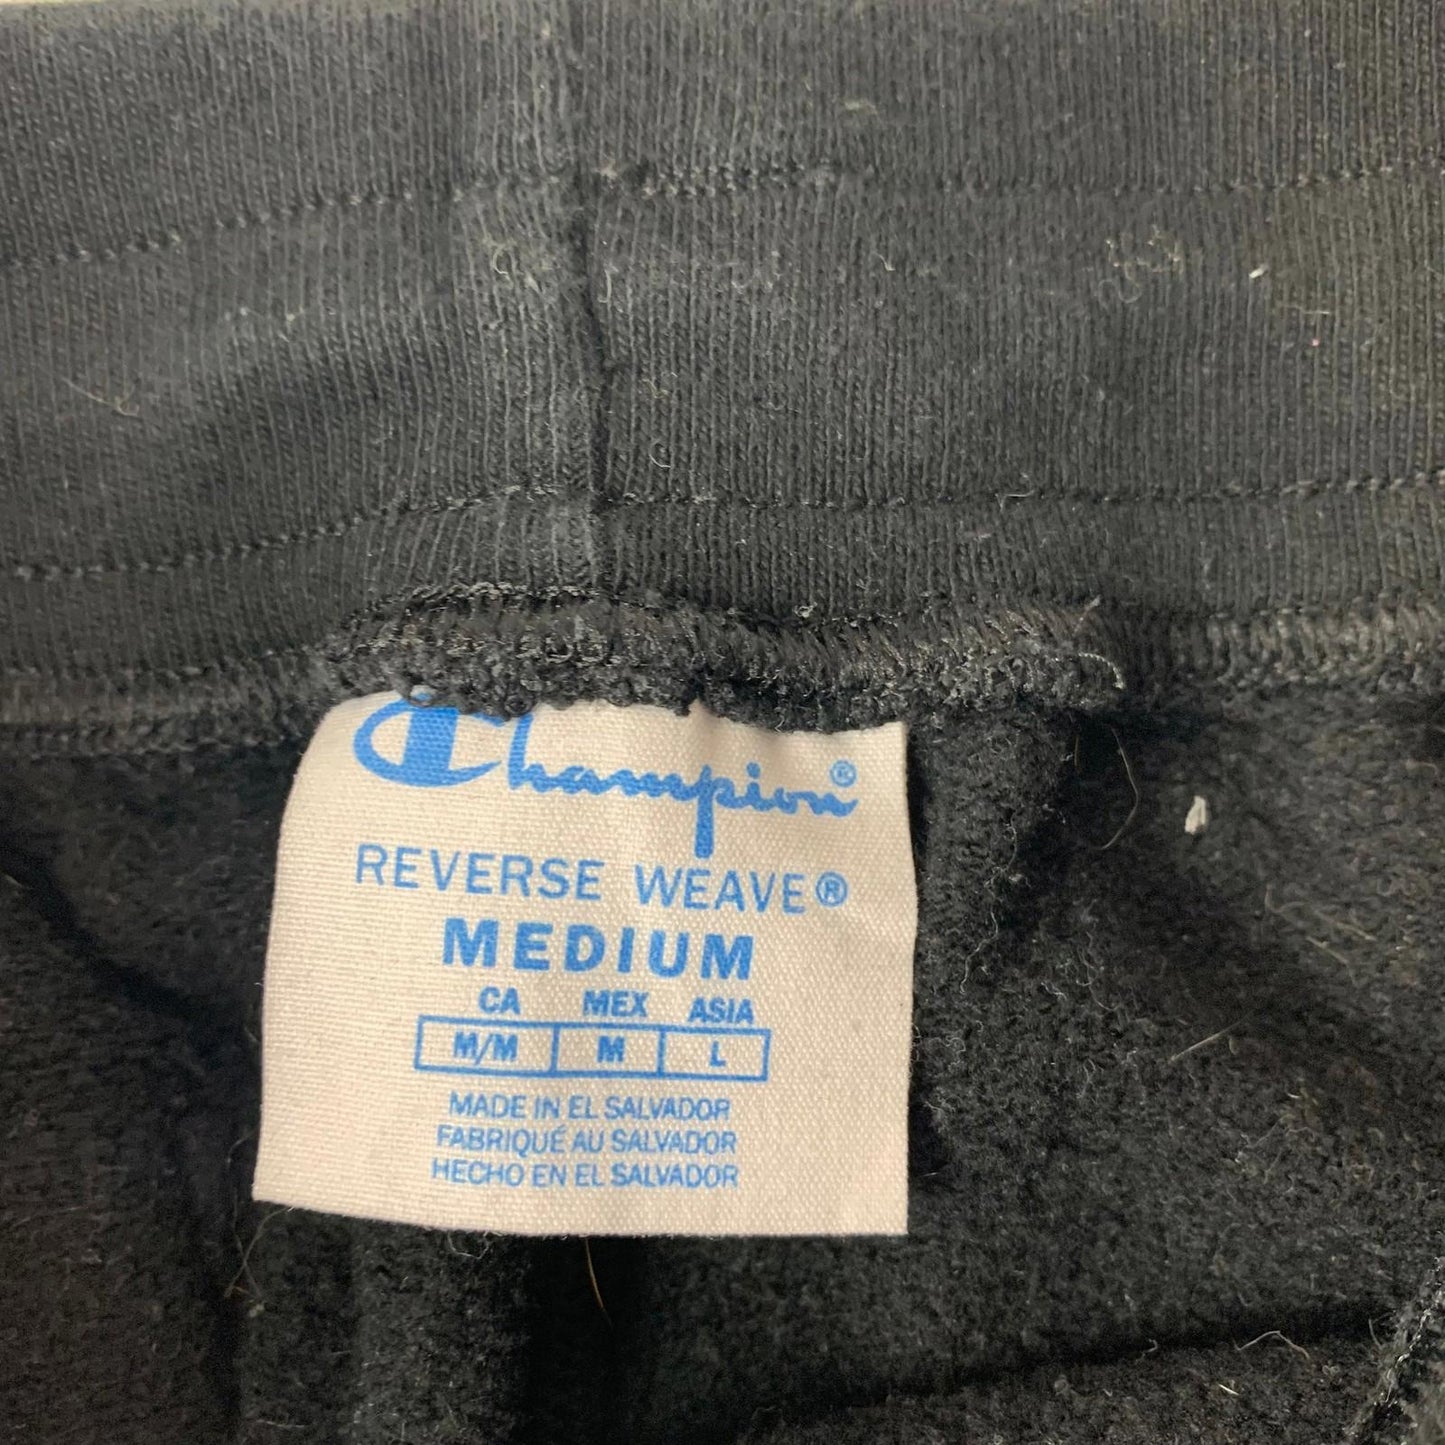 Champion®
REVERSE WEAVE®
MEDIUM
CA MEX ASIA
M/M M L
MADE IN EL SALVADOR
FABRIQUÉ AU SALVADOR
HECHO EN EL SALVADOR